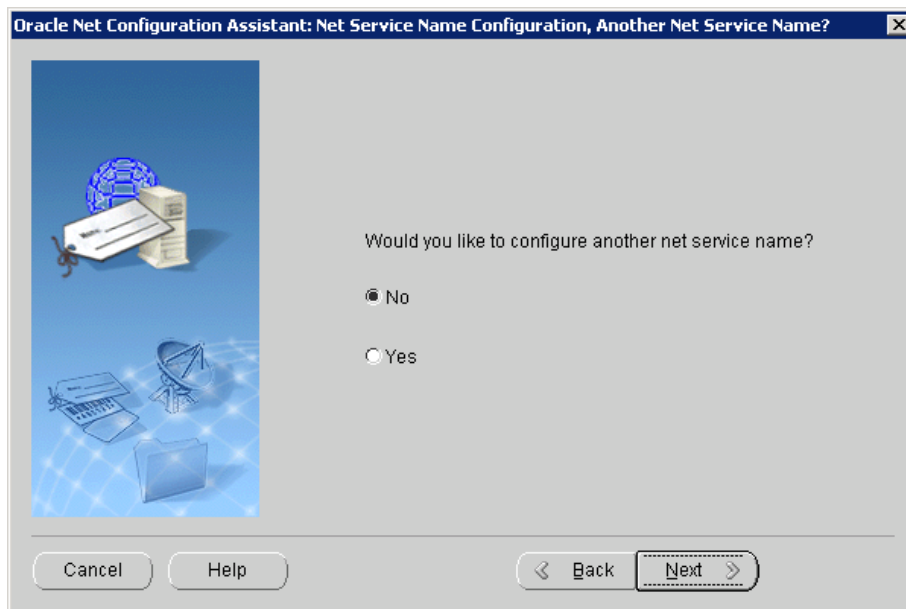 Oracle Net Configuration Assistant: Net Service Name Configuration, Another Net Service Name?
Would you like to configure another net service name?
No
Yes
Cancel
Help
Back
Next